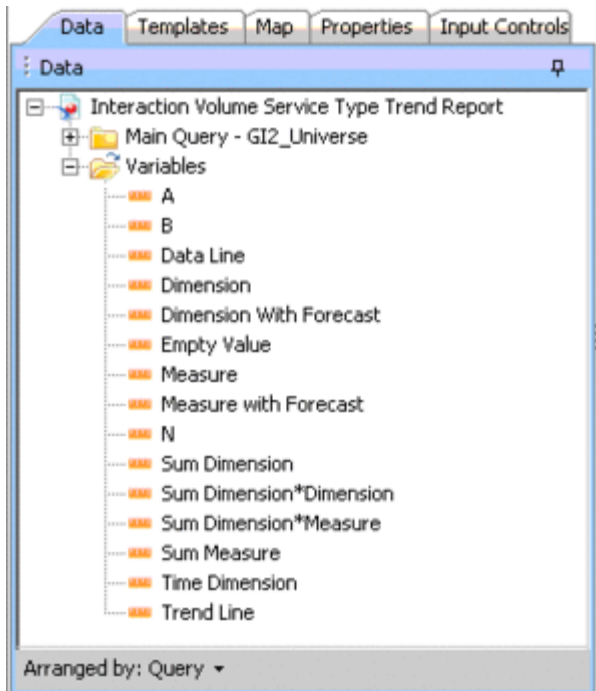 Data Templates Map Properties Input Controls
Data
Interaction Volume Service Type Trend Report
Main Query - GI2_Universe
Variables
A
B
Data Line
Dimension
Dimension With Forecast
Empty Value
Measure
Measure with Forecast
N
Sum Dimension
Sum Dimension*Dimension
Sum Dimension*Measure
Sum Measure
Time Dimension
Trend Line
Arranged by: Query